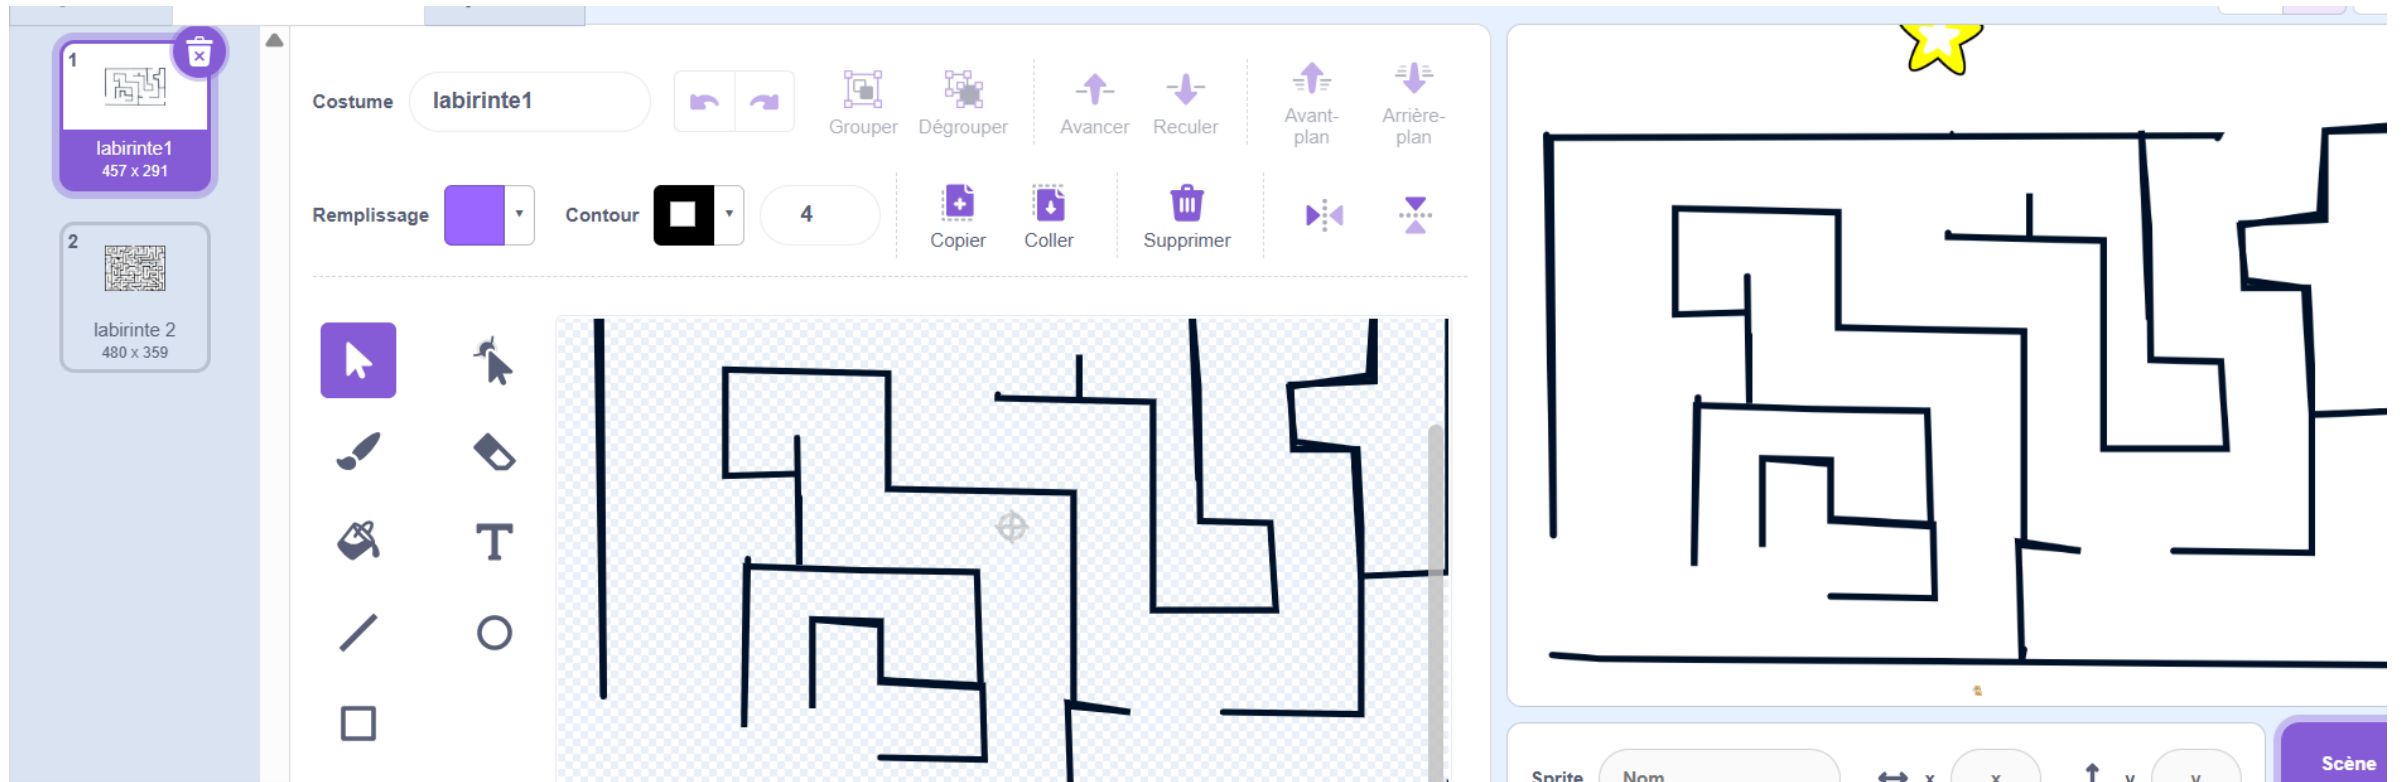 1
labirinte1
457 x 291
2
labirinte 2
480 x 359
Costume
labirinte1
Grouper
Dégrouper
Avancer
Reculer
Avant-
plan
Arrière-
plan
Remplissage
Contour
4
Copier
Coller
Supprimer
T
Sprite
Nom
x
x
y
y
Scène